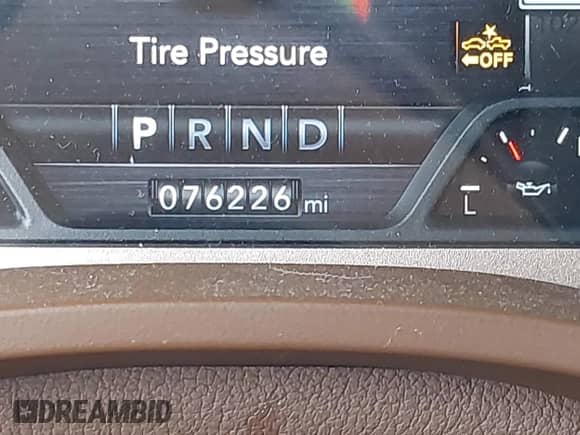 Tire Pressure
OFF
P R N D
076226 mi
L
DREAMBID